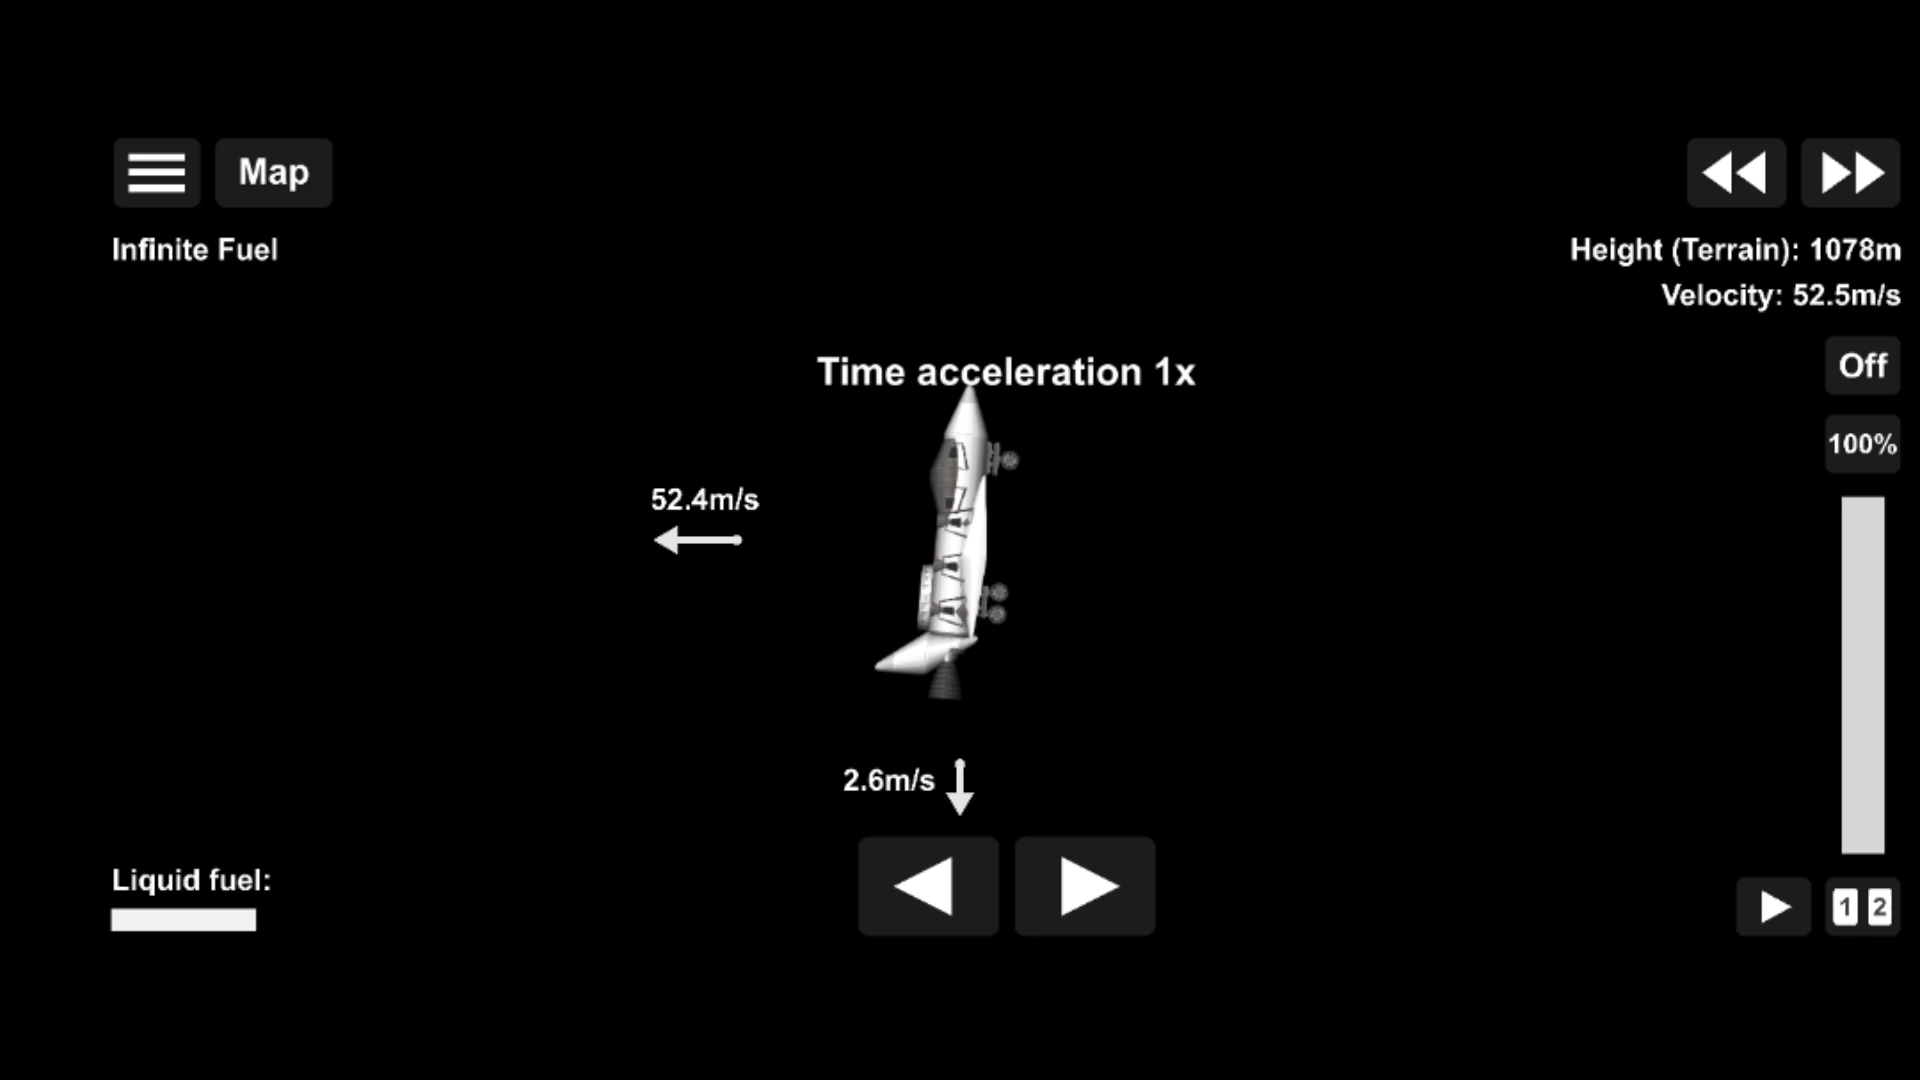 Map
Infinite Fuel
Height (Terrain): 1078m
Velocity: 52.5m/s
Time acceleration 1x
Off
100%
52.4m/s
2.6m/s
Liquid fuel:
1 2